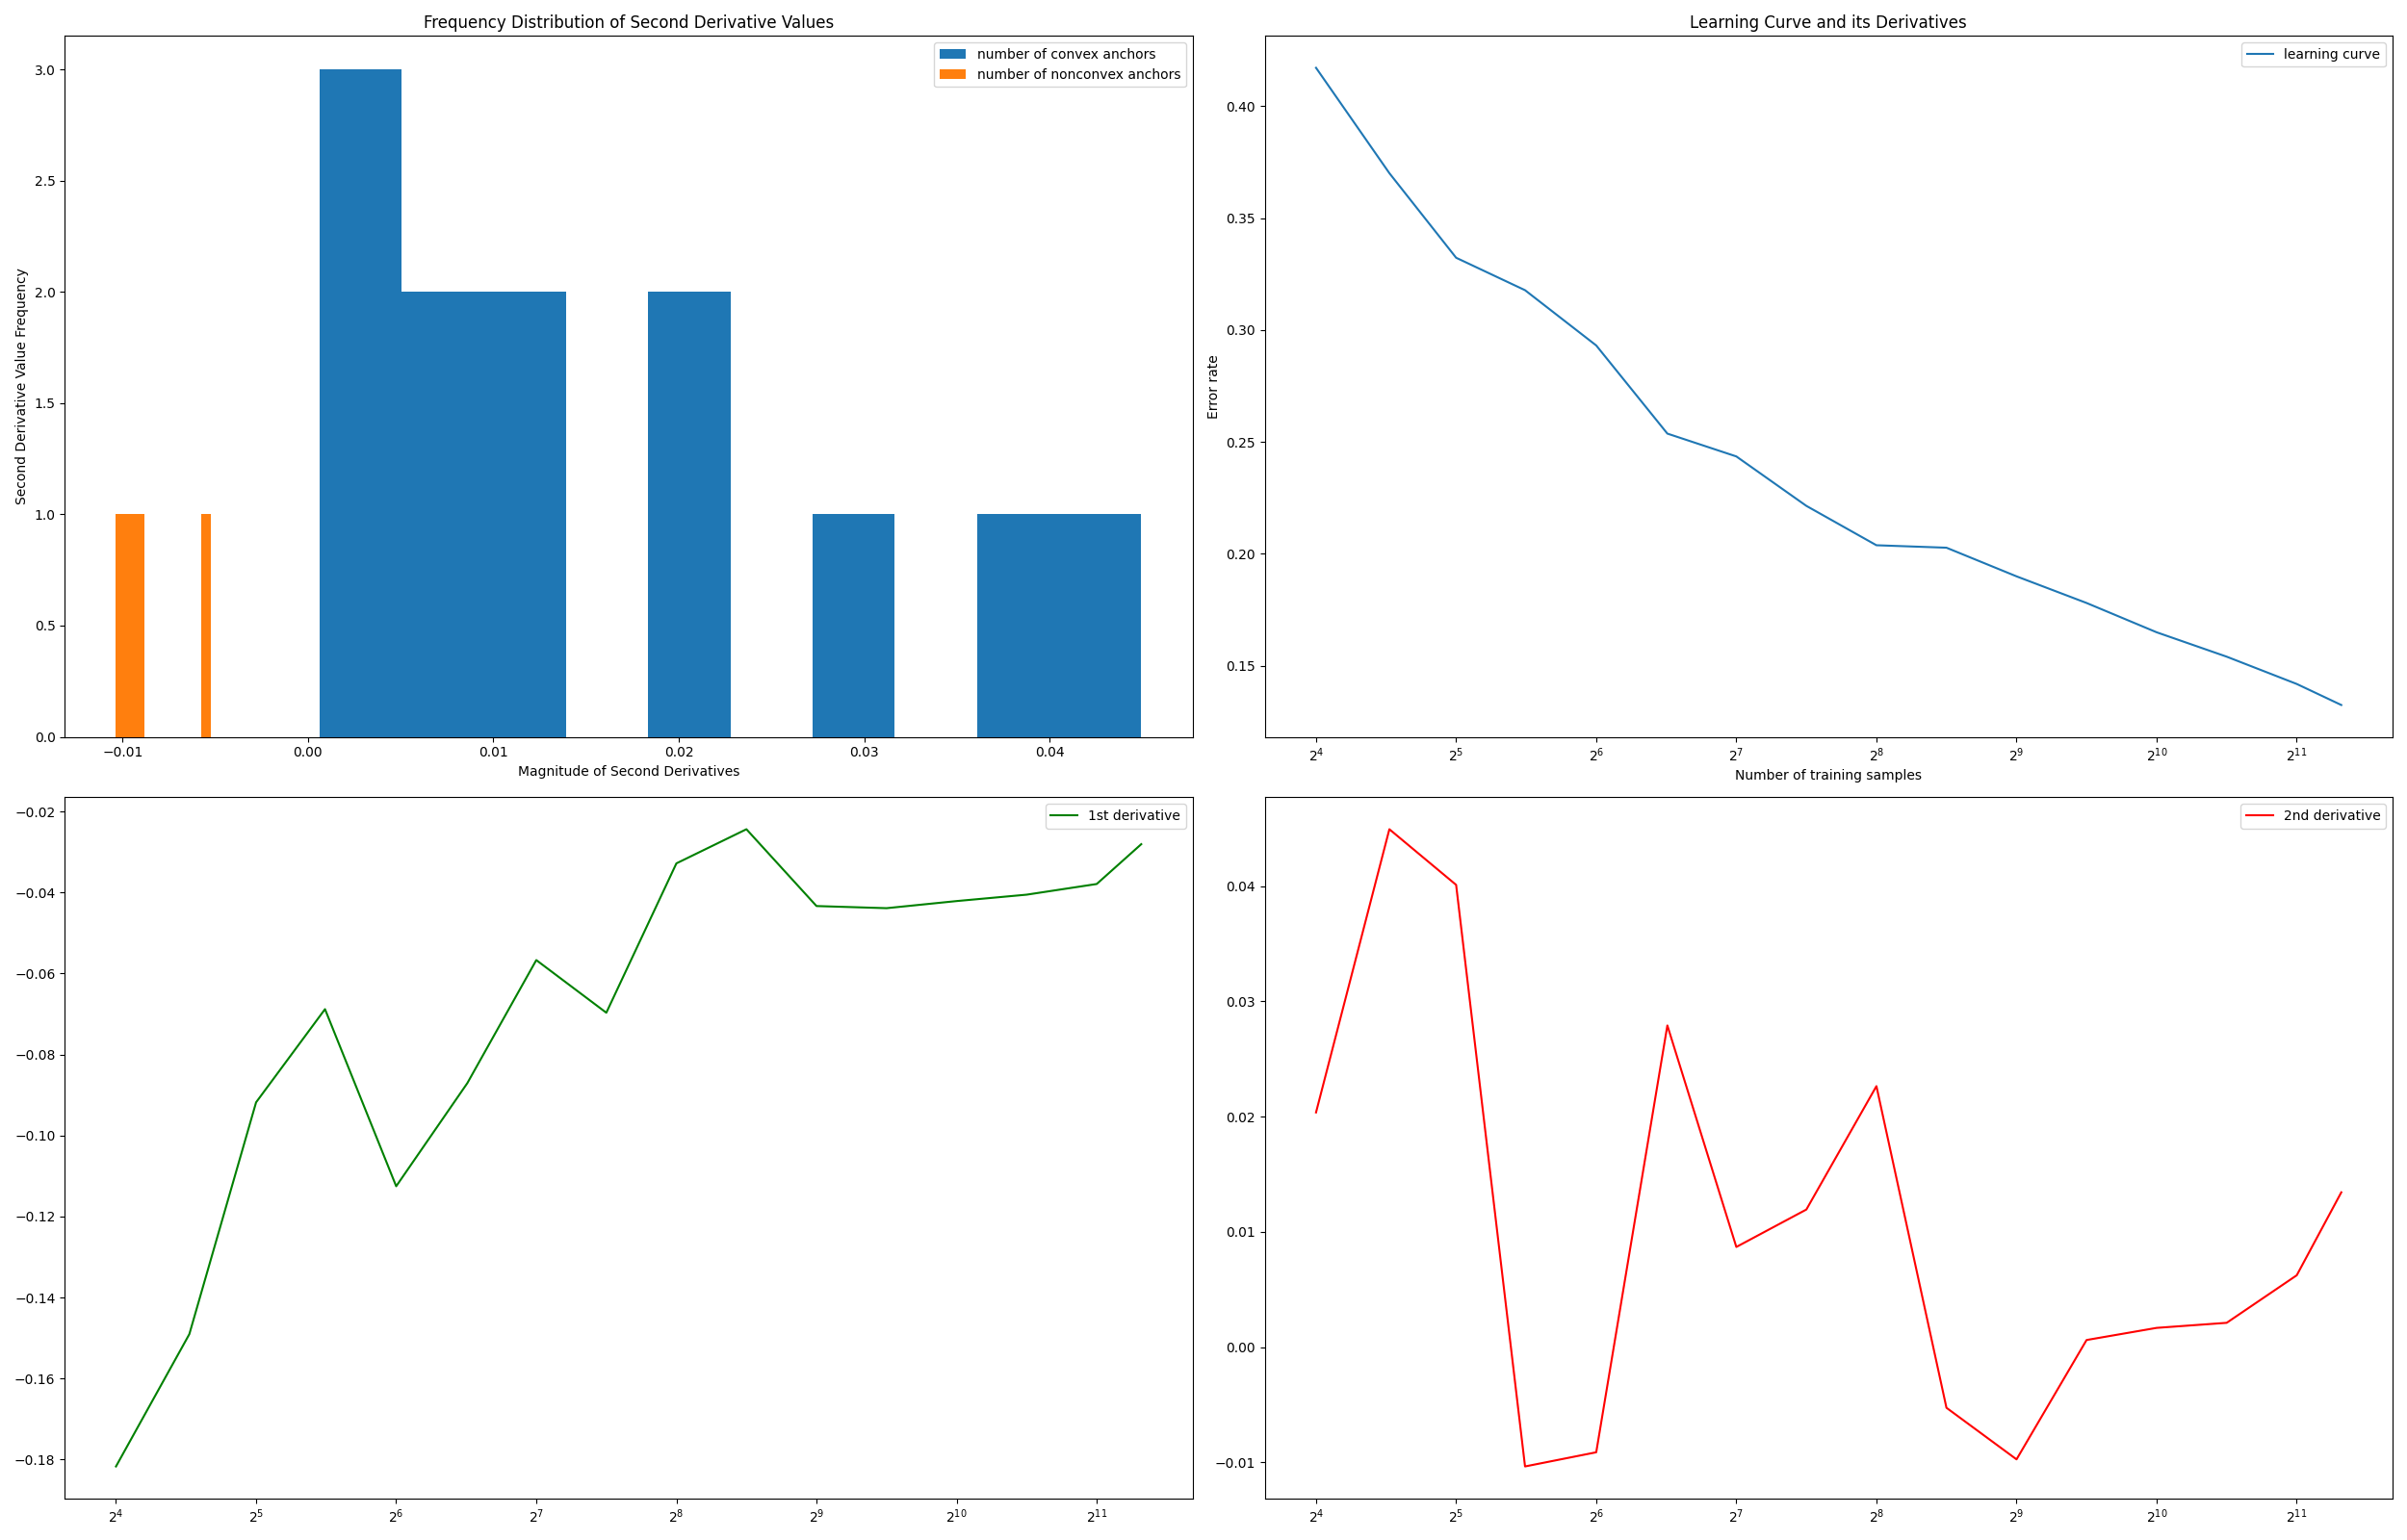 Frequency Distribution of Second Derivative Values
number of convex anchors
number of nonconvex anchors
Second Derivative Value Frequency
3.0
2.5
2.0
1.5
1.0
0.5
0.0
−0.01 0.00 0.01 0.02 0.03 0.04
Magnitude of Second Derivatives
Learning Curve and its Derivatives
learning curve
Error rate
0.40
0.35
0.30
0.25
0.20
0.15
2⁴ 2⁵ 2⁶ 2⁷ 2⁸ 2⁹ 2¹⁰ 2¹¹
Number of training samples
1st derivative
−0.02
−0.04
−0.06
−0.08
−0.10
−0.12
−0.14
−0.16
−0.18
2⁴ 2⁵ 2⁶ 2⁷ 2⁸ 2⁹ 2¹⁰ 2¹¹
2nd derivative
0.04
0.03
0.02
0.01
0.00
−0.01
2⁴ 2⁵ 2⁶ 2⁷ 2⁸ 2⁹ 2¹⁰ 2¹¹